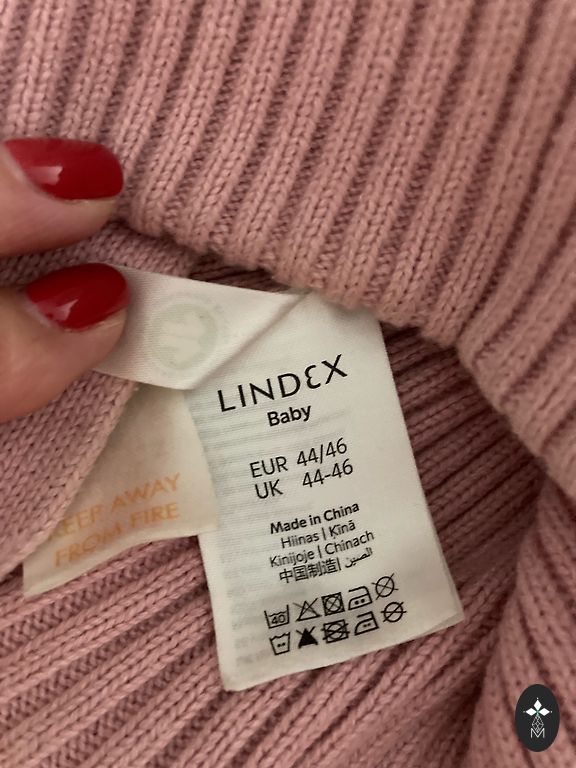 LINDEX
Baby
EUR 44/46
UK 44-46
Made in China
Hiinas | Ķīnā
Kinijoje | Chinach
中国制造| الصين
40
KEEP AWAY
FROM FIRE
M